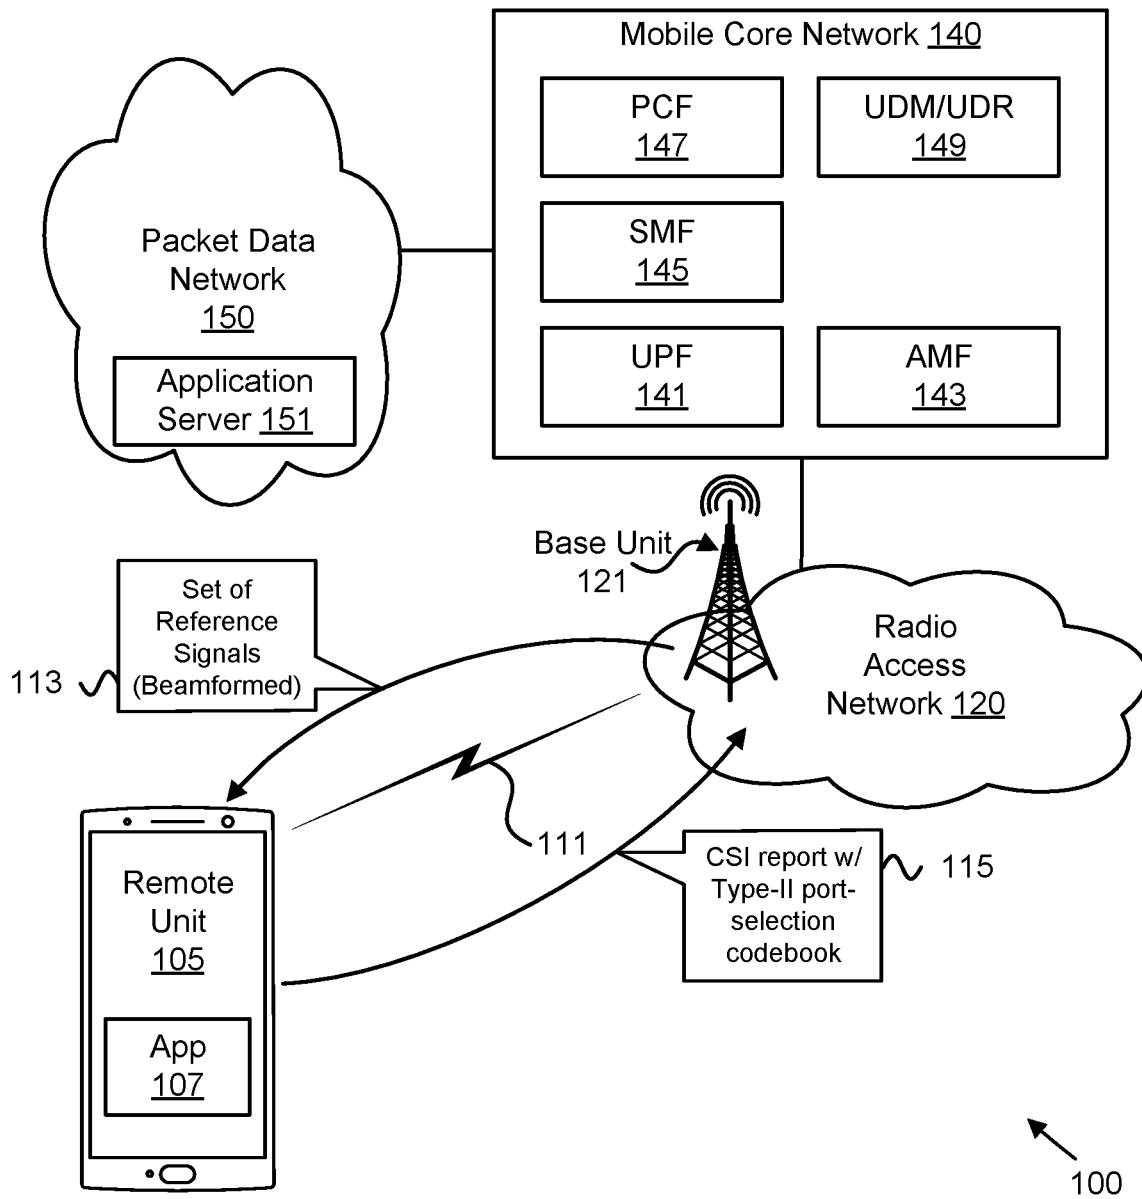 Mobile Core Network 140
PCF
147
UDM/UDR
149
SMF
145
UPF
141
AMF
143
Packet Data
Network
150
Application
Server 151
Base Unit
121
Set of
Reference
Signals
(Beamformed)
113
Radio
Access
Network 120
111
CSI report w/
Type-II port-
selection
codebook
115
Remote
Unit
105
App
107
100